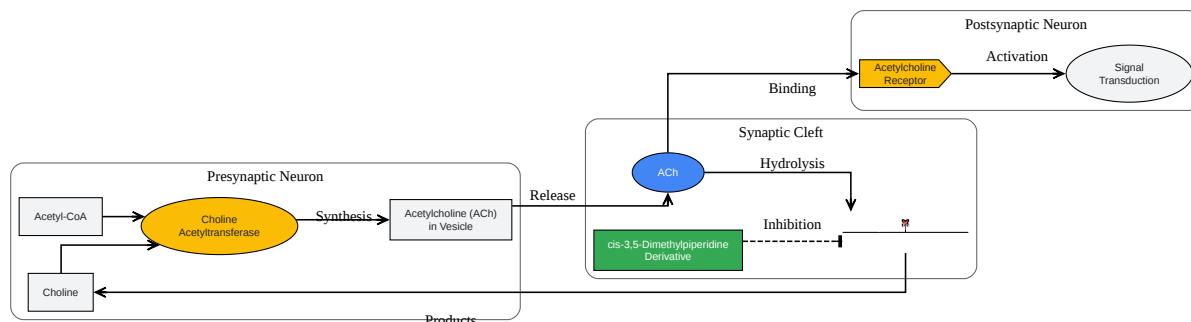 Postsynaptic Neuron
Acetylcholine
Receptor
Activation
Signal
Transduction
Binding
Synaptic Cleft
ACh
Hydrolysis
Inhibition
cis-3,5-Dimethylpiperidine
Derivative
Presynaptic Neuron
Release
Acetyl-CoA
Choline
Acetyltransferase
Synthesis
Acetylcholine (ACh)
in Vesicle
Choline
Products